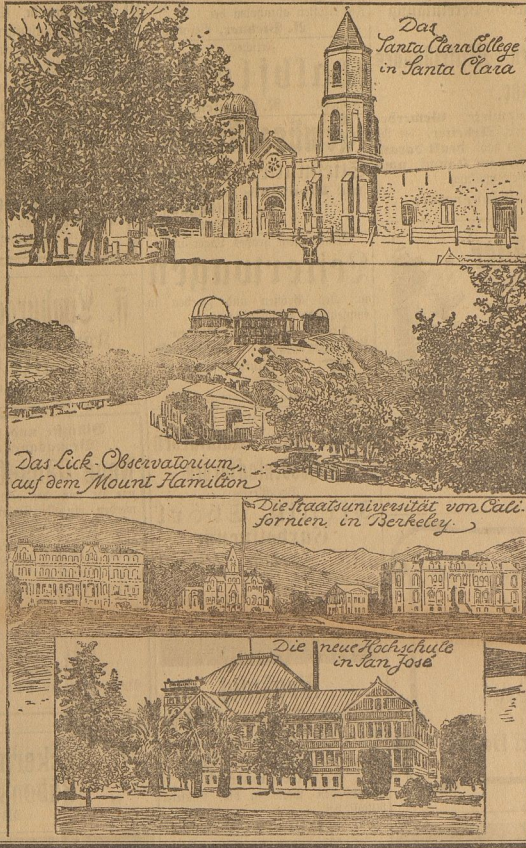 Das
Santa Clara College
in Santa Clara
Das Lick-Observatorium
auf dem Mount Hamilton
Die Staatsuniversität von Cali-
fornien, in Berkeley.
Die neue Hochschule
in San José